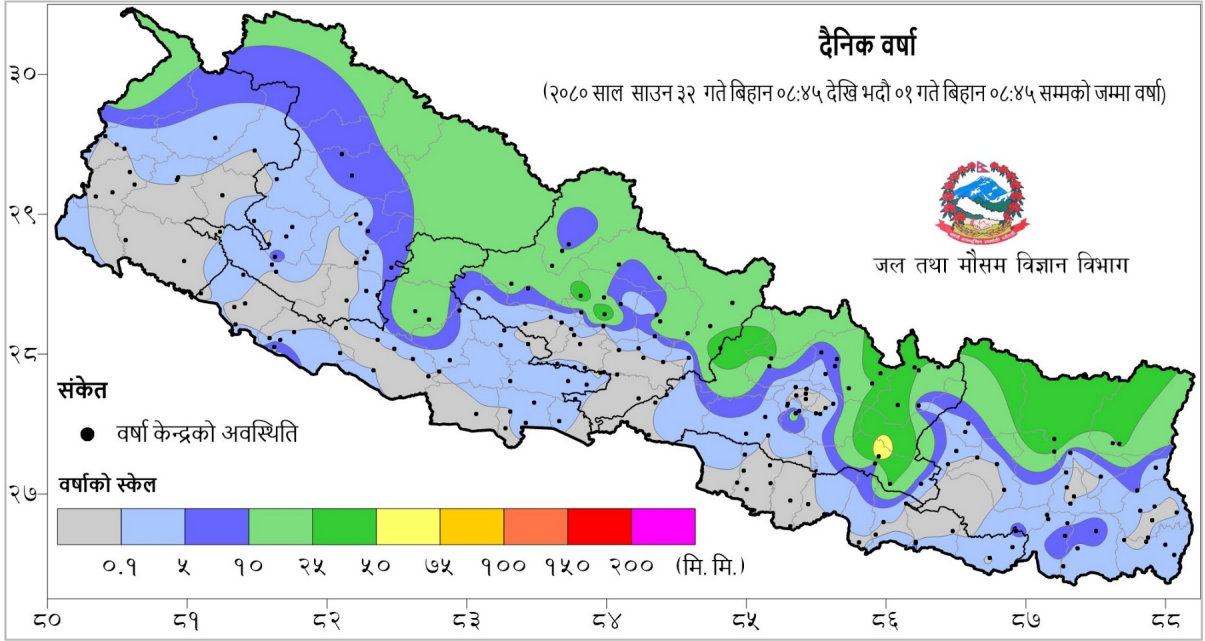 दैनिक वर्षा
(२०८० साल साउन ३२ गते बिहान ०८:४५ देखि भदौ ०१ गते बिहान ०८:४५ सम्मको जम्मा वर्षा)
जल तथा मौसम विज्ञान विभाग
३०
२९
२८
२७
संकेत
वर्षा केन्द्रको अवस्थिति
वर्षाको स्केल
०.१ ५ १० २५ ५० ७५ १०० १५० २०० (मि. मि.)
८० ८१ ८२ ८३ ८४ ८५ ८६ ८७ ८८